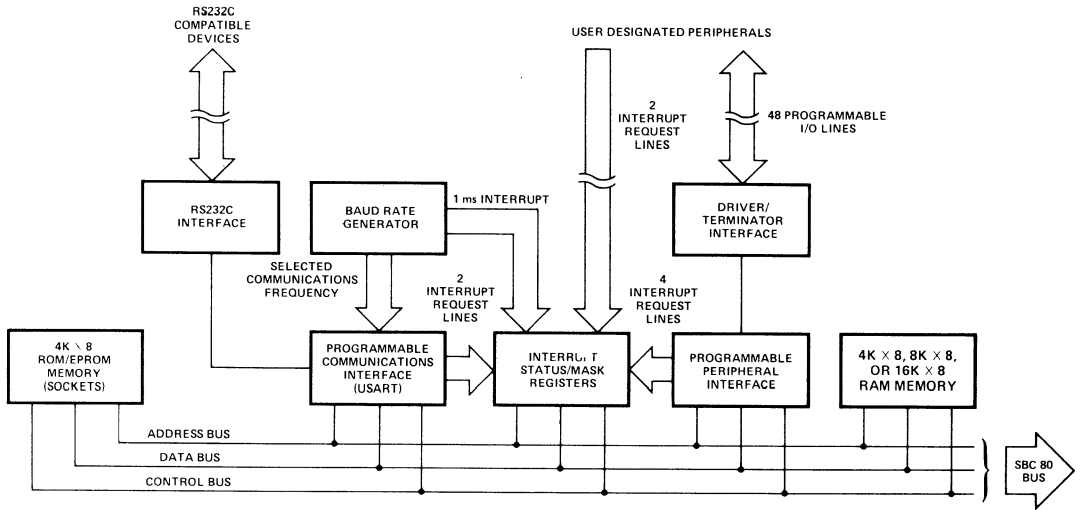 RS232C
COMPATIBLE
DEVICES
USER DESIGNATED PERIPHERALS
2
INTERRUPT
REQUEST
LINES
48 PROGRAMMABLE
I/O LINES
RS232C
INTERFACE
BAUD RATE
GENERATOR
1 ms INTERRUPT
DRIVER/
TERMINATOR
INTERFACE
SELECTED
COMMUNICATIONS
FREQUENCY
2
INTERRUPT
REQUEST
LINES
4
INTERRUPT
REQUEST
LINES
4K × 8
ROM/EPROM
MEMORY
(SOCKETS)
PROGRAMMABLE
COMMUNICATIONS
INTERFACE
(USART)
INTERRUPT
STATUS/MASK
REGISTERS
PROGRAMMABLE
PERIPHERAL
INTERFACE
4K × 8, 8K × 8,
OR 16K × 8
RAM MEMORY
ADDRESS BUS
DATA BUS
CONTROL BUS
SBC 80
BUS